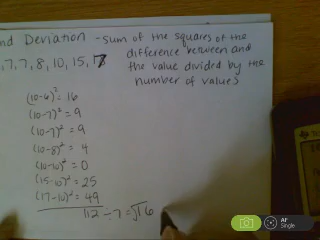 nd Deviation - sum of the squares of the
difference between and
the value divided by the
number of values
, 7, 7, 8, 10, 15, 17
(10-6)² = 16
(10-7)² = 9
(10-7)² = 9
(10-8)² = 4
(10-10)² = 0
(15-10)² = 25
(17-10)² = 49
112 ÷ 7 = √16
AF
Single